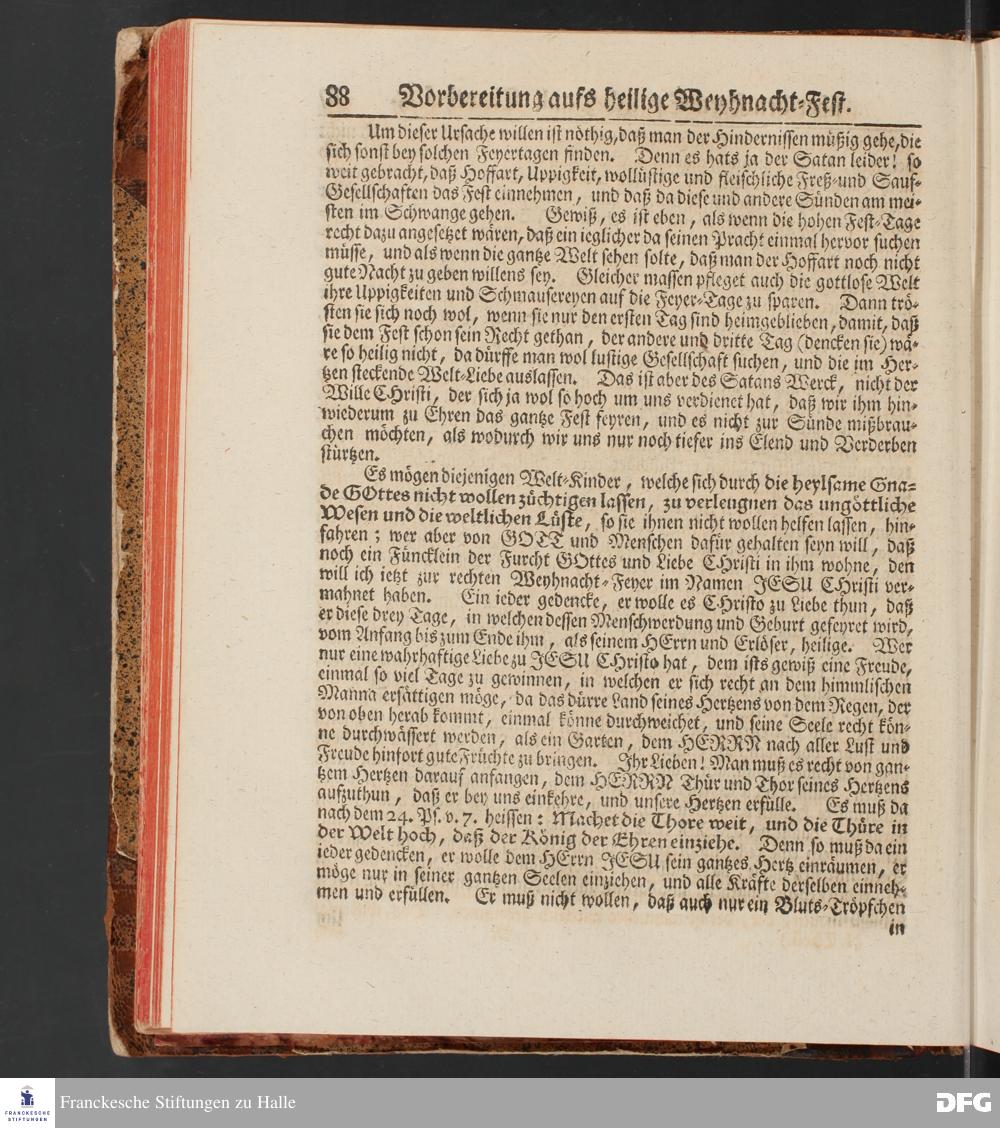 88 Vorbereitung aufs heilige Weyhnacht-Fest.
Um dieser Ursache willen ist nöthig, daß man der Hindernissen müßig gehe, die
sich sonst bey solchen Feyertagen finden. Denn es hats ja der Satan leider! so
weit gebracht, daß Hoffart, Uppigkeit, wollüstige und fleischliche Freß-und Sauf-
Gesellschaften das Fest einnehmen, und daß da diese und andere Sünden am mei-
sten im Schwange gehen. Gewiß, es ist eben, als wenn die hohen Fest-Tage
recht dazu angesetzet wären, daß ein ieglicher da seinen Pracht einmal hervor suchen
müsse, und als wenn die gantze Welt sehen solte, daß man der Hoffart noch nicht
gute Nacht zu geben willens sey. Gleicher massen pfleget auch die gottlose Welt
ihre Uppigkeiten und Schmausereyen auf die Feyer-Tage zu sparen. Dann trö-
sten sie sich noch wol, wenn sie nur den ersten Tag sind heimgeblieben, damit, daß
sie dem Fest schon sein Recht gethan, der andere und dritte Tag (dencken sie) wä-
re so heilig nicht, da dürffe man wol lustige Gesellschaft suchen, und die im Her-
tzen steckende Welt-Liebe auslassen. Das ist aber des Satans Werck, nicht der
Wille CHristi, der sich ja wol so hoch um uns verdienet hat, daß wir ihm hin-
wiederum zu Ehren das gantze Fest feyren, und es nicht zur Sünde mißbrau-
chen möchten, als wodurch wir uns nur noch tiefer ins Elend und Verderben
stürtzen.
Es mögen diejenigen Welt-Kinder, welche sich durch die heylsame Gna-
de GOttes nicht wollen züchtigen lassen, zu verleugnen das ungöttliche
Wesen und die weltlichen Lüste, so sie ihnen nicht wollen helfen lassen, hin-
fahren; wer aber von GOTT und Menschen dafür gehalten seyn will, daß
noch ein Füncklein der Furcht GOttes und Liebe CHristi in ihm wohne, den
will ich ietzt zur rechten Weyhnacht-Feyer im Namen JESU CHristi ver-
mahnet haben. Ein ieder gedencke, er wolle es CHristo zu Liebe thun, daß
er diese drey Tage, in welchen dessen Menschwerdung und Geburt gefeyret wird,
vom Anfang bis zum Ende ihm, als seinem HErrn und Erlöser, heilige. Wer
nur eine wahrhaftige Liebe zu JESU CHristo hat, dem ists gewiß eine Freude,
einmal so viel Tage zu gewinnen, in welchen er sich recht an dem himmlischen
Manna ersättigen möge, da das dürre Land seines Hertzens von dem Regen, der
von oben herab kommt, einmal könne durchweichet, und seine Seele recht kön-
ne durchwässert werden, als ein Garten, dem HERRN nach aller Lust und
Freude hinfort gute Früchte zu bringen. Ihr Lieben! Man muß es recht von gan-
tzem Hertzen darauf anfangen, dem HERRN Thür und Thor seines Hertzens
aufzuthun, daß er bey uns einkehre, und unsere Hertzen erfülle. Es muß da
nach dem 24. Ps. v. 7. heissen: Machet die Thore weit, und die Thüre in
der Welt hoch, daß der König der Ehren einziehe. Denn so muß da ein
ieder gedencken, er wolle dem HErrn JESU sein gantzes Hertz einräumen, er
möge nur in seiner gantzen Seelen einziehen, und alle Kräfte derselben einneh-
men und erfüllen. Er muß nicht wollen, daß auch nur ein Bluts-Tröpfchen
in
FRANCKESCHE
STIFTUNGEN
Franckesche Stiftungen zu Halle
DFG